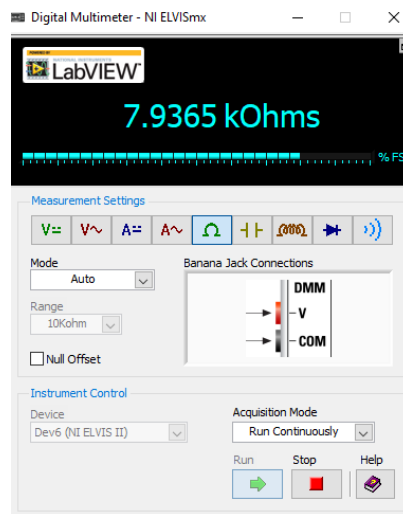 Digital Multimeter - NI ELVISmx
LabVIEW
7.9365 kOhms
% FS
Measurement Settings
V= V~ A= A~ Ω
Mode
Auto
Banana Jack Connections
DMM
V
COM
Range
10Kohm
Null Offset
Instrument Control
Device
Dev6 (NI ELVIS II)
Acquisition Mode
Run Continuously
Run Stop Help